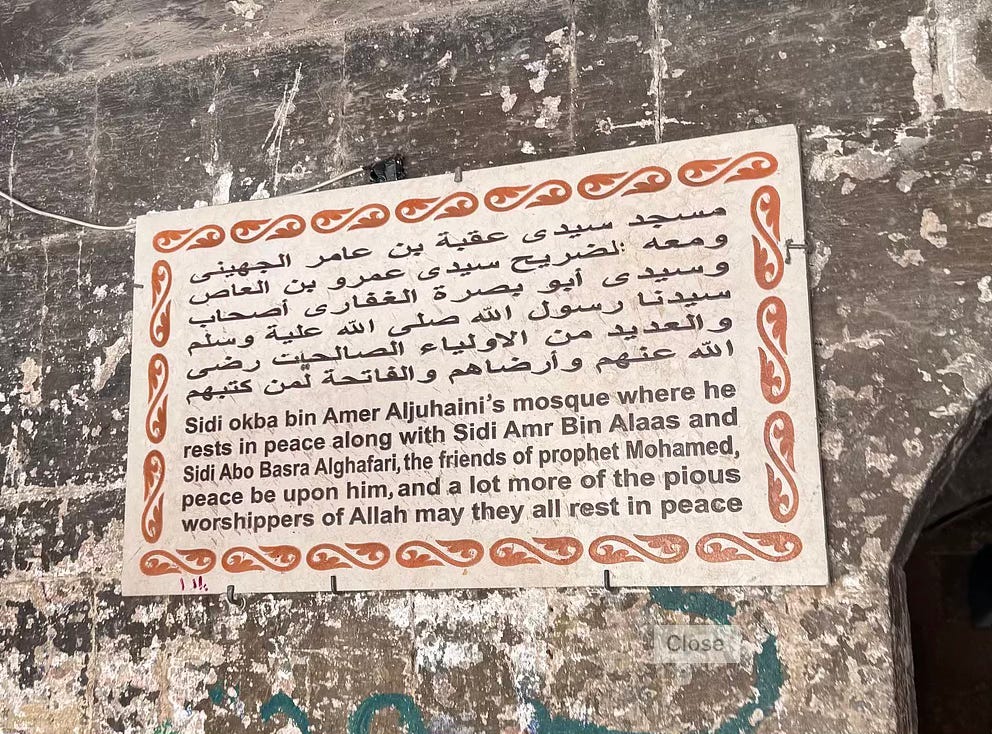 مسجد سيدى عقبة بن عامر الجهينى
ومعه الضريح سيدى عمرو بن العاص
وسيدى أبو بصرة الغفارى أصحاب
سيدنا رسول الله صلى الله علية وسلم
والعديد من الاولياء الصالحيت رضى
الله عنهم وأرضاهم والفاتحة لمن كتبهم
Sidi okba bin Amer Aljuhaini's mosque where he
rests in peace along with Sidi Amr Bin Alaas and
Sidi Abo Basra Alghafari, the friends of prophet Mohamed,
peace be upon him, and a lot more of the pious
worshippers of Allah may they all rest in peace
Close